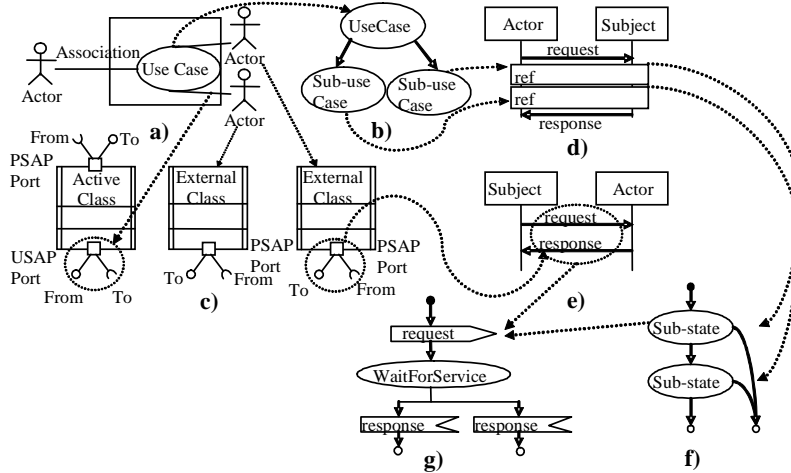 Association
Actor
Use Case
Actor
Actor
a)
UseCase
Sub-use
Case
Sub-use
Case
b)
Actor
Subject
request
ref
ref
response
d)
From
To
PSAP
Port
Active
Class
USAP
Port
From
To
External
Class
To
From
PSAP
Port
External
Class
To
From
PSAP
Port
c)
Subject
Actor
request
response
e)
request
WaitForService
response
response
g)
Sub-state
Sub-state
f)